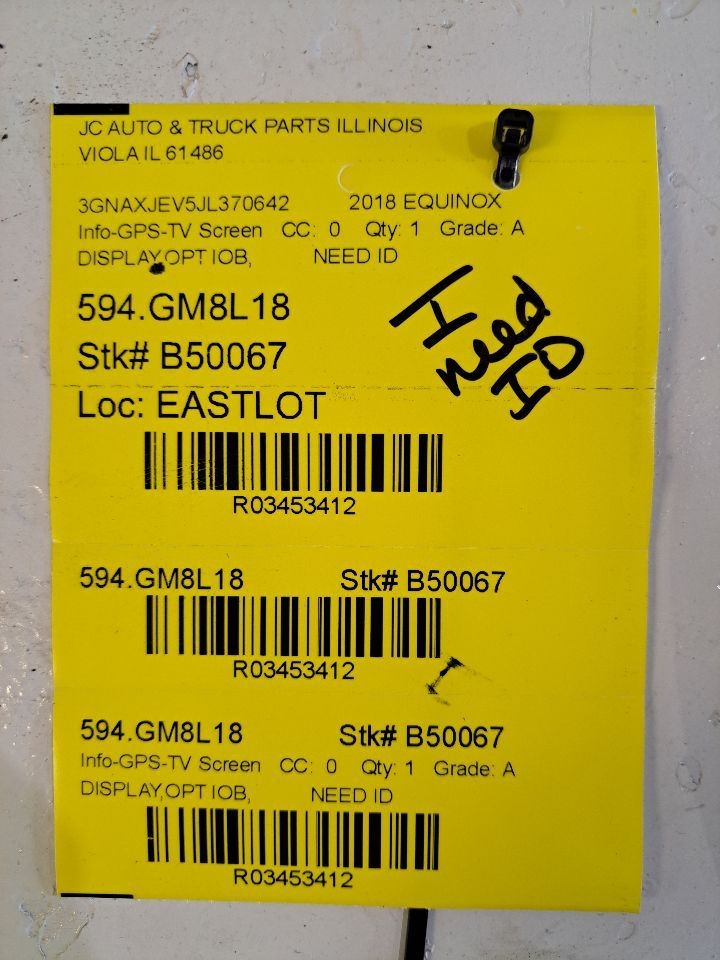 JC AUTO & TRUCK PARTS ILLINOIS
VIOLA IL 61486
3GNAXJEV5JL370642 2018 EQUINOX
Info-GPS-TV Screen CC: 0 Qty: 1 Grade: A
DISPLAY,OPT IOB, NEED ID
594.GM8L18
Stk# B50067
Loc: EASTLOT
I
need
ID
R03453412
594.GM8L18 Stk# B50067
R03453412
594.GM8L18 Stk# B50067
Info-GPS-TV Screen CC: 0 Qty: 1 Grade: A
DISPLAY,OPT IOB, NEED ID
R03453412